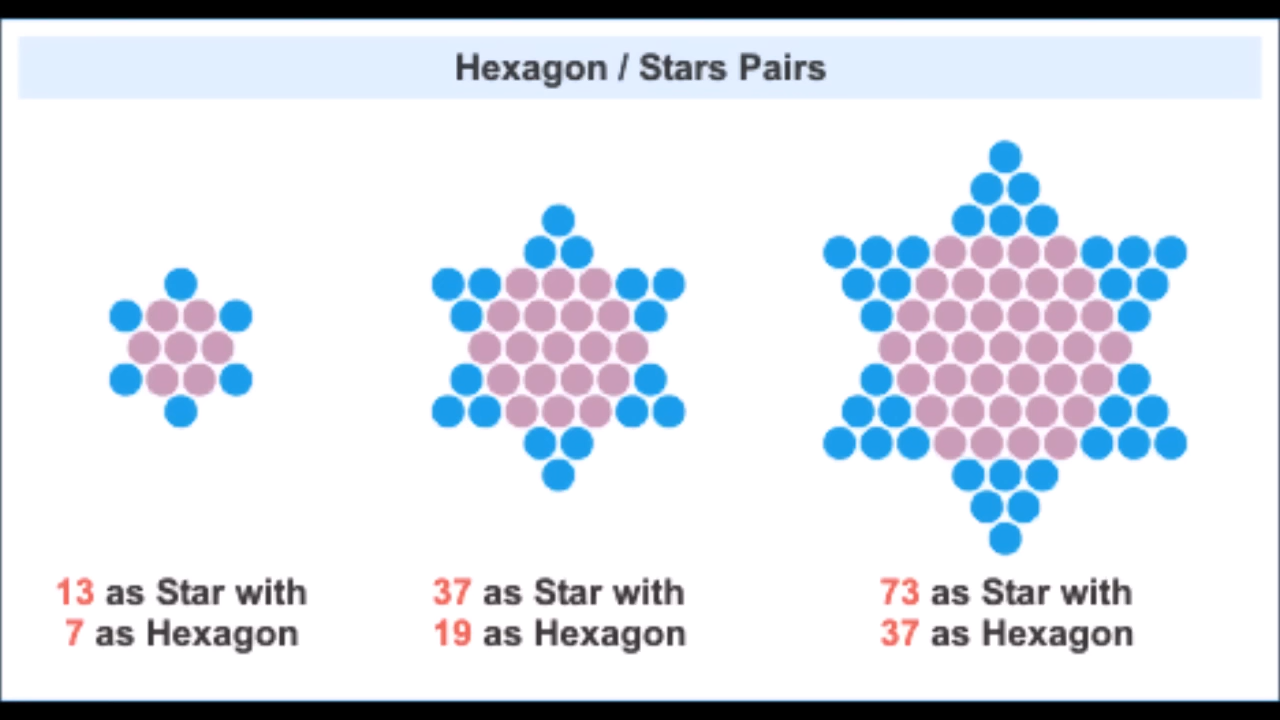 Hexagon / Stars Pairs
13 as Star with
7 as Hexagon
37 as Star with
19 as Hexagon
73 as Star with
37 as Hexagon